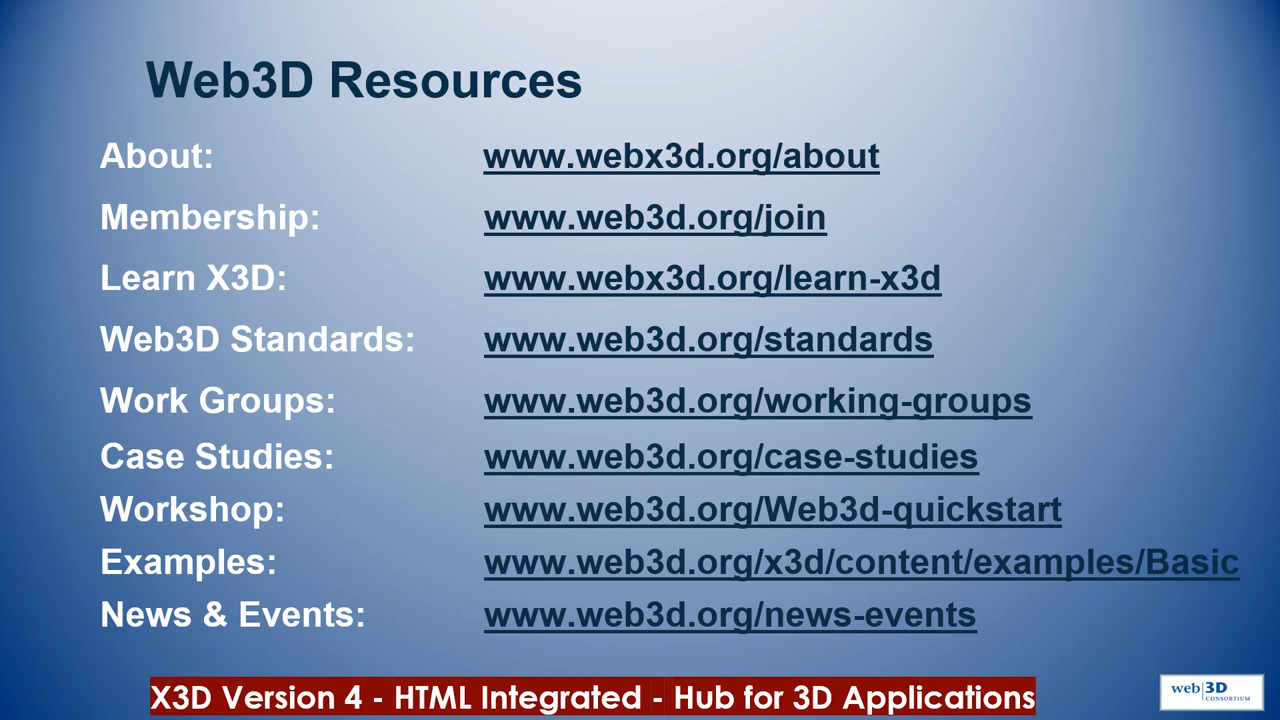 Web3D Resources
About: www.webx3d.org/about
Membership: www.web3d.org/join
Learn X3D: www.webx3d.org/learn-x3d
Web3D Standards: www.web3d.org/standards
Work Groups: www.web3d.org/working-groups
Case Studies: www.web3d.org/case-studies
Workshop: www.web3d.org/Web3d-quickstart
Examples: www.web3d.org/x3d/content/examples/Basic
News & Events: www.web3d.org/news-events
X3D Version 4 - HTML Integrated - Hub for 3D Applications
web|3D
CONSORTIUM